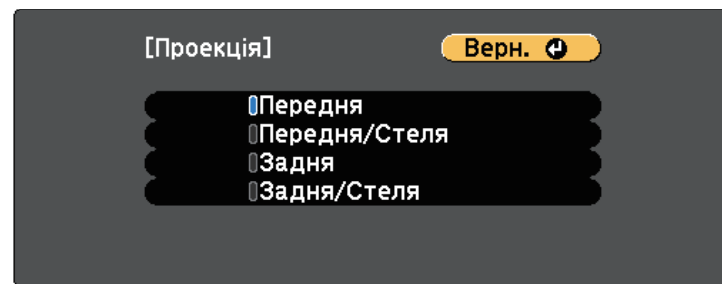 [Проекція] Верн.
Передня
Передня/Стеля
Задня
Задня/Стеля